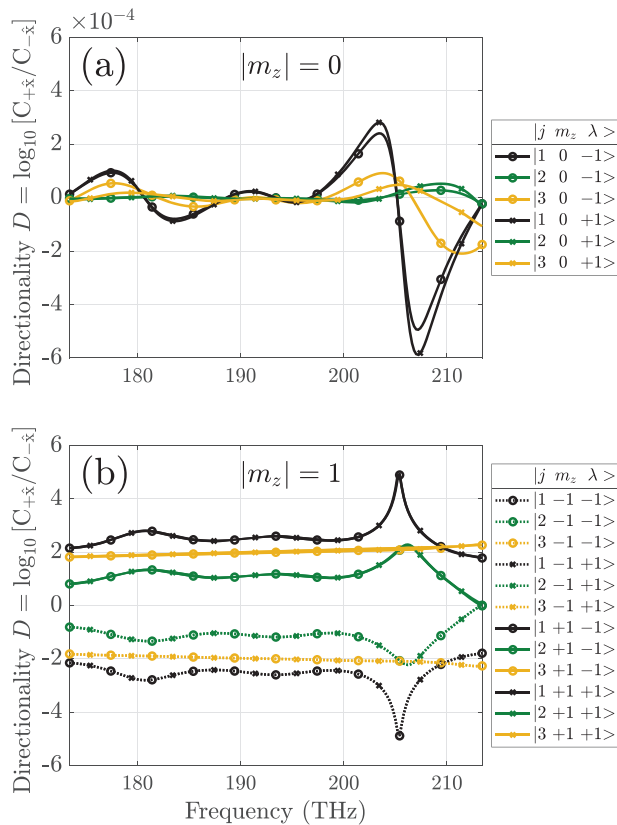 ×10⁻⁴
6
4
2
0
-2
-4
-6
Directionality D = log₁₀ [C₊ₓ̂/C₋ₓ̂]
(a)
|m_z| = 0
180
190
200
210
|j m_z λ >
|1 0 -1>
|2 0 -1>
|3 0 -1>
|1 0 +1>
|2 0 +1>
|3 0 +1>
6
4
2
0
-2
-4
-6
Directionality D = log₁₀ [C₊ₓ̂/C₋ₓ̂]
(b)
|m_z| = 1
180
190
200
210
Frequency (THz)
|j m_z λ >
|1 -1 -1>
|2 -1 -1>
|3 -1 -1>
|1 -1 +1>
|2 -1 +1>
|3 -1 +1>
|1 +1 -1>
|2 +1 -1>
|3 +1 -1>
|1 +1 +1>
|2 +1 +1>
|3 +1 +1>